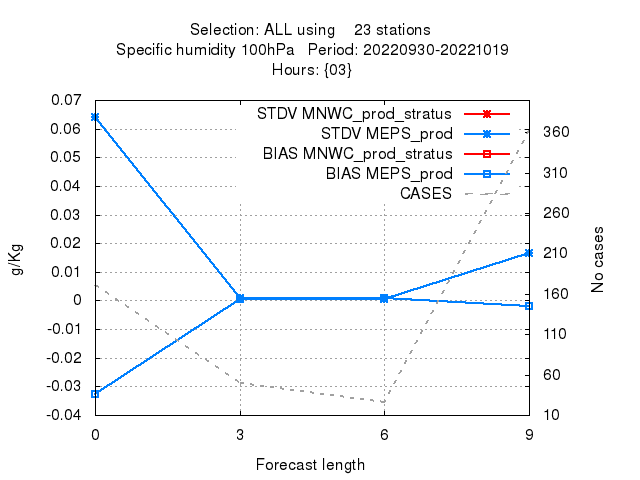 Selection: ALL using    23 stations
Specific humidity 100hPa   Period: 20220930-20221019
Hours: {03}
STDV MNWC_prod_stratus
STDV MEPS_prod
BIAS MNWC_prod_stratus
BIAS MEPS_prod
CASES
0.07
0.06
0.05
0.04
0.03
0.02
0.01
0
-0.01
-0.02
-0.03
-0.04
g/Kg
360
310
260
210
160
110
60
10
No cases
0 3 6 9
Forecast length